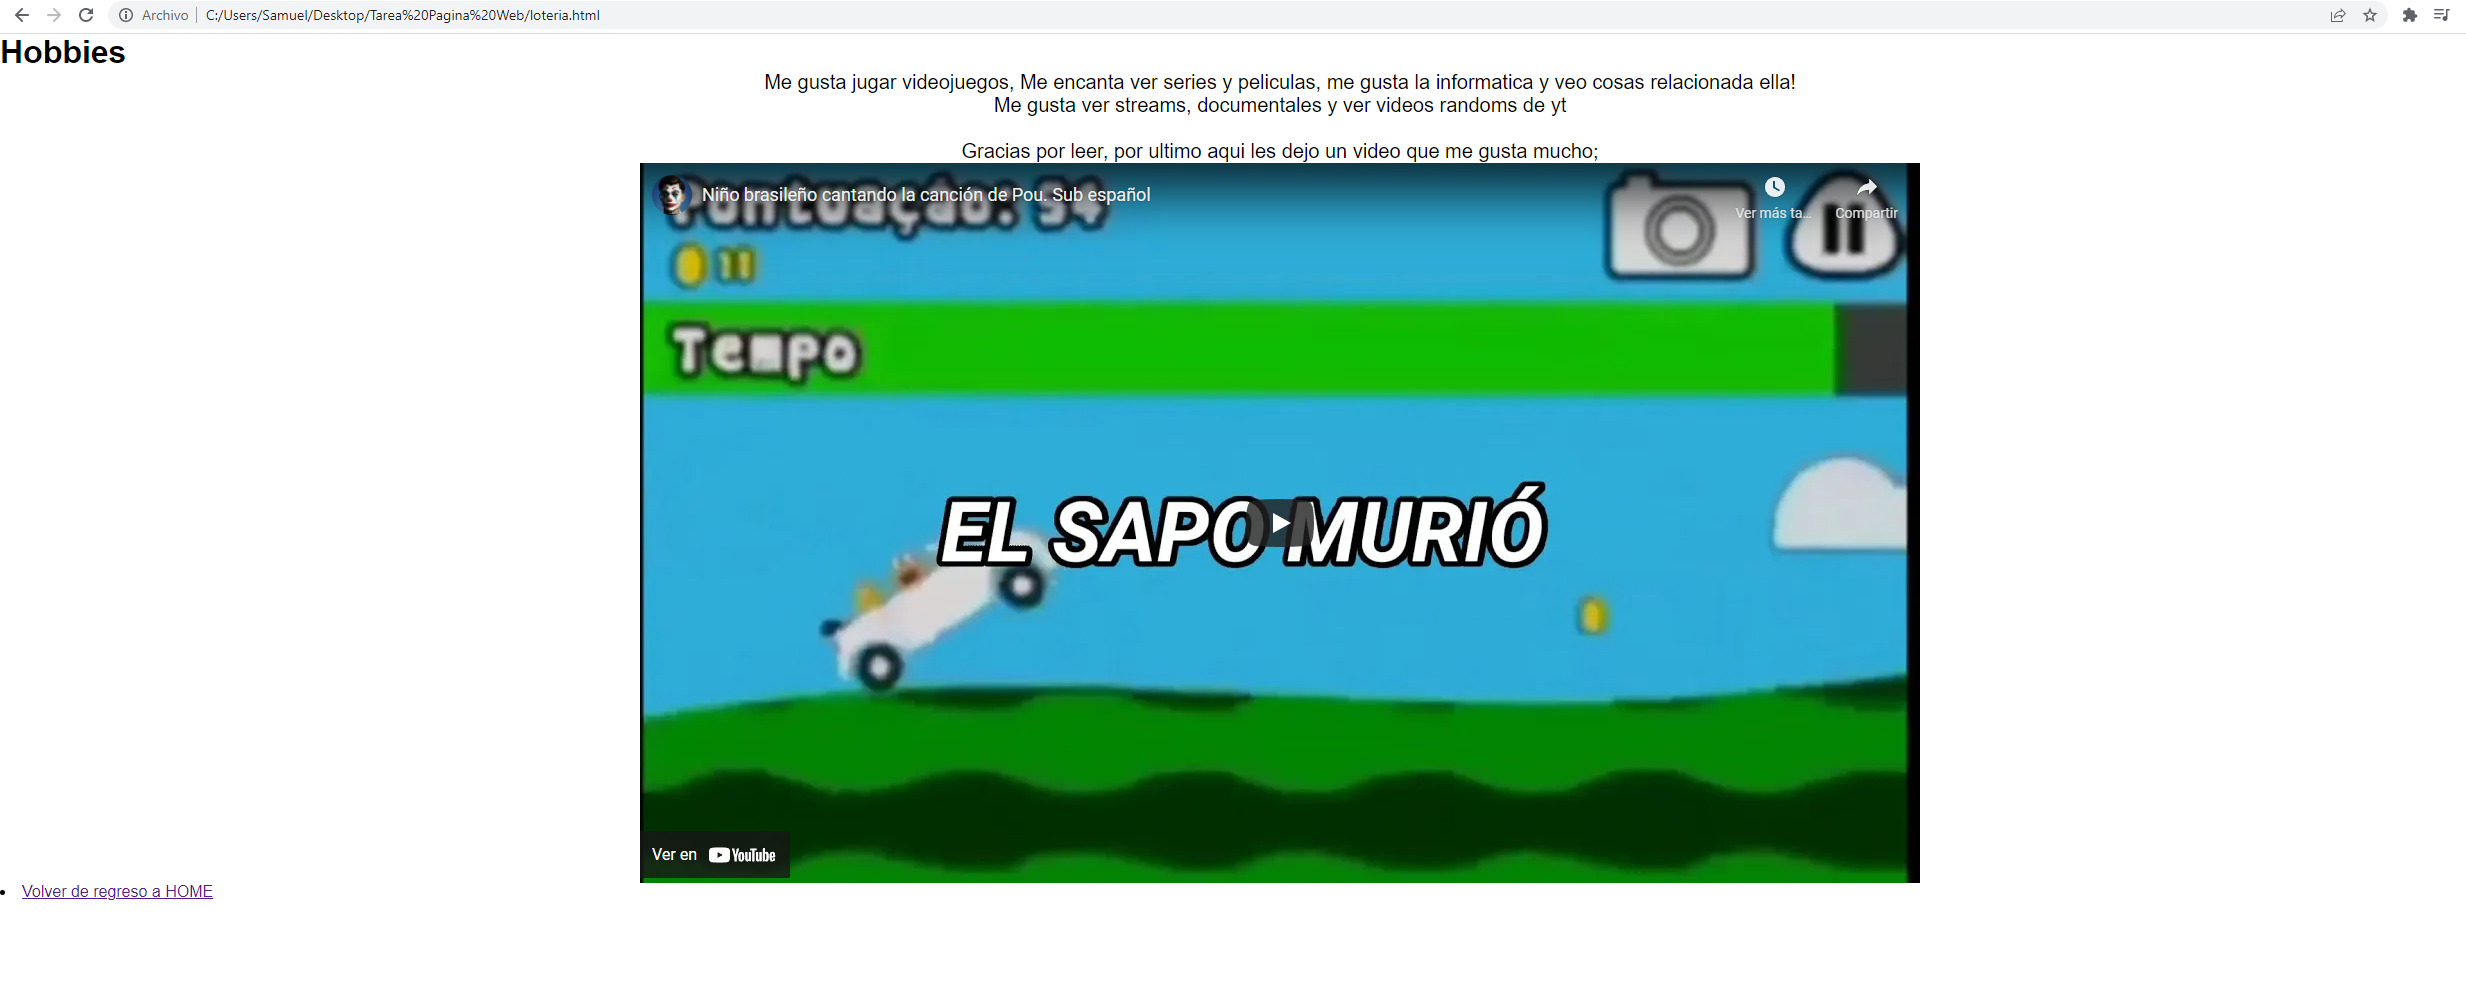 Archivo C:/Users/Samuel/Desktop/Tarea%20Pagina%20Web/loteria.html
Hobbies
Me gusta jugar videojuegos, Me encanta ver series y peliculas, me gusta la informatica y veo cosas relacionada ella!
Me gusta ver streams, documentales y ver videos randoms de yt
Gracias por leer, por ultimo aqui les dejo un video que me gusta mucho;
Niño brasileño cantando la canción de Pou. Sub español
Pontuação: 94
Ver más ta... Compartir
11
Tempo
EL SAPO MURIÓ
Ver en YouTube
Volver de regreso a HOME